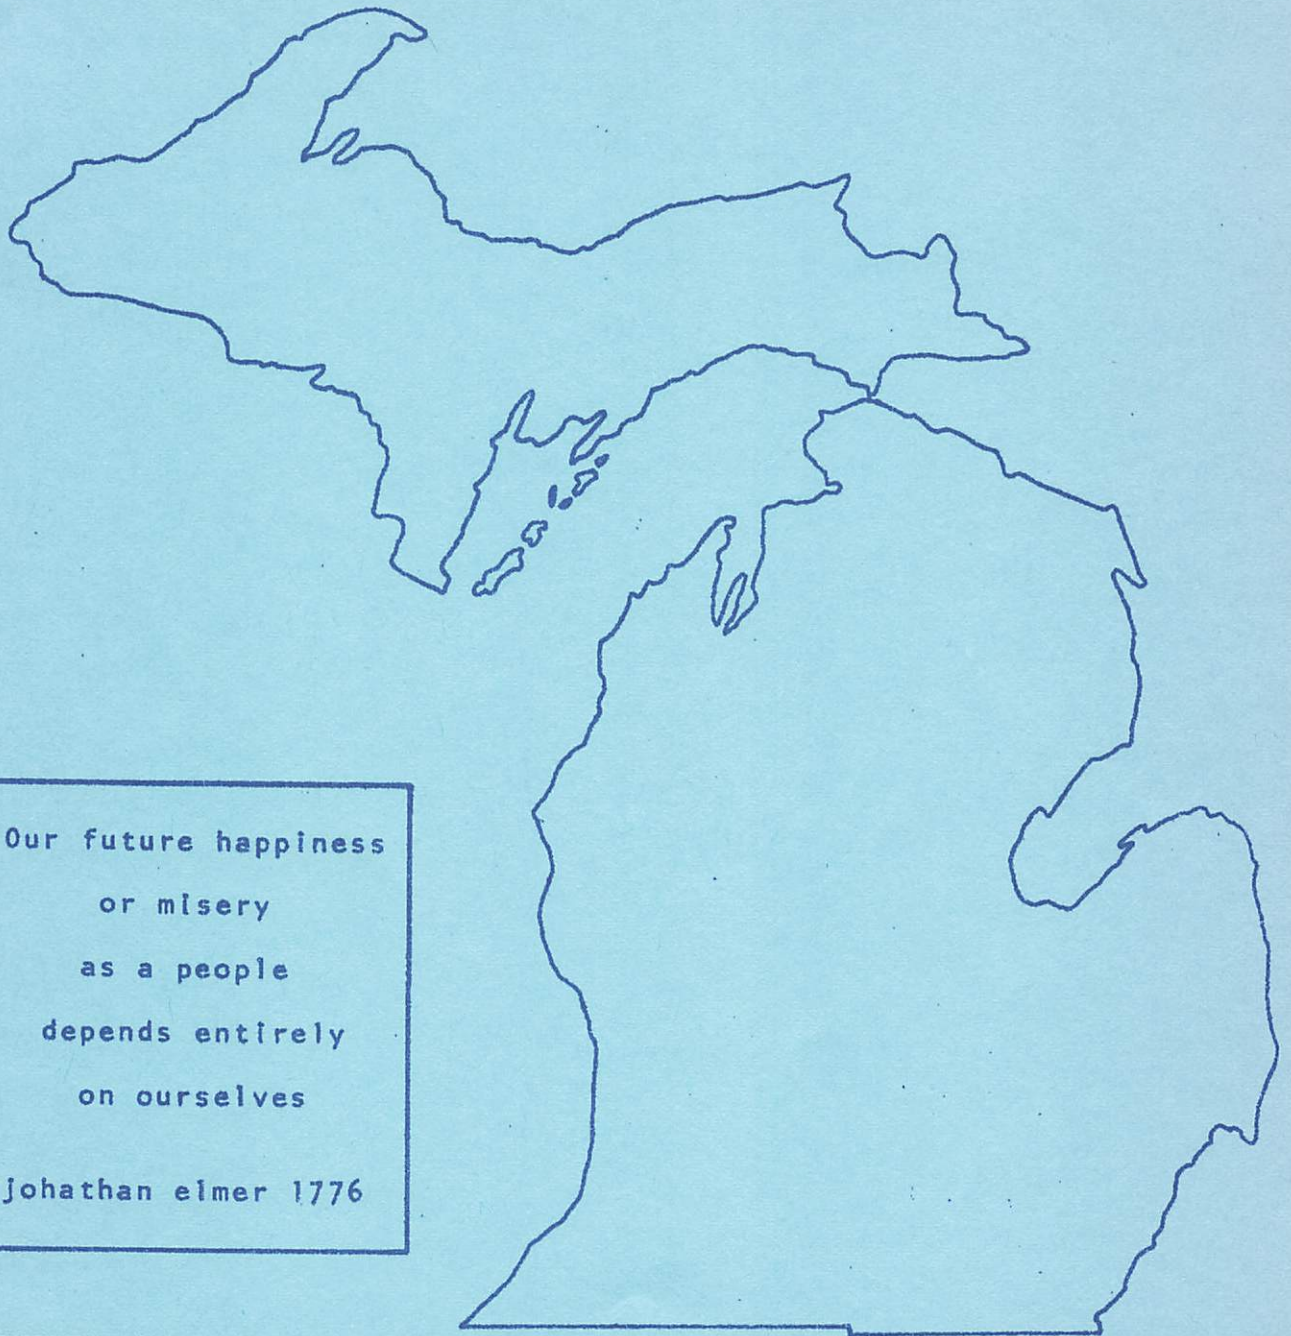 Our future happiness
or misery
as a people
depends entirely
on ourselves
johathan elmer 1776